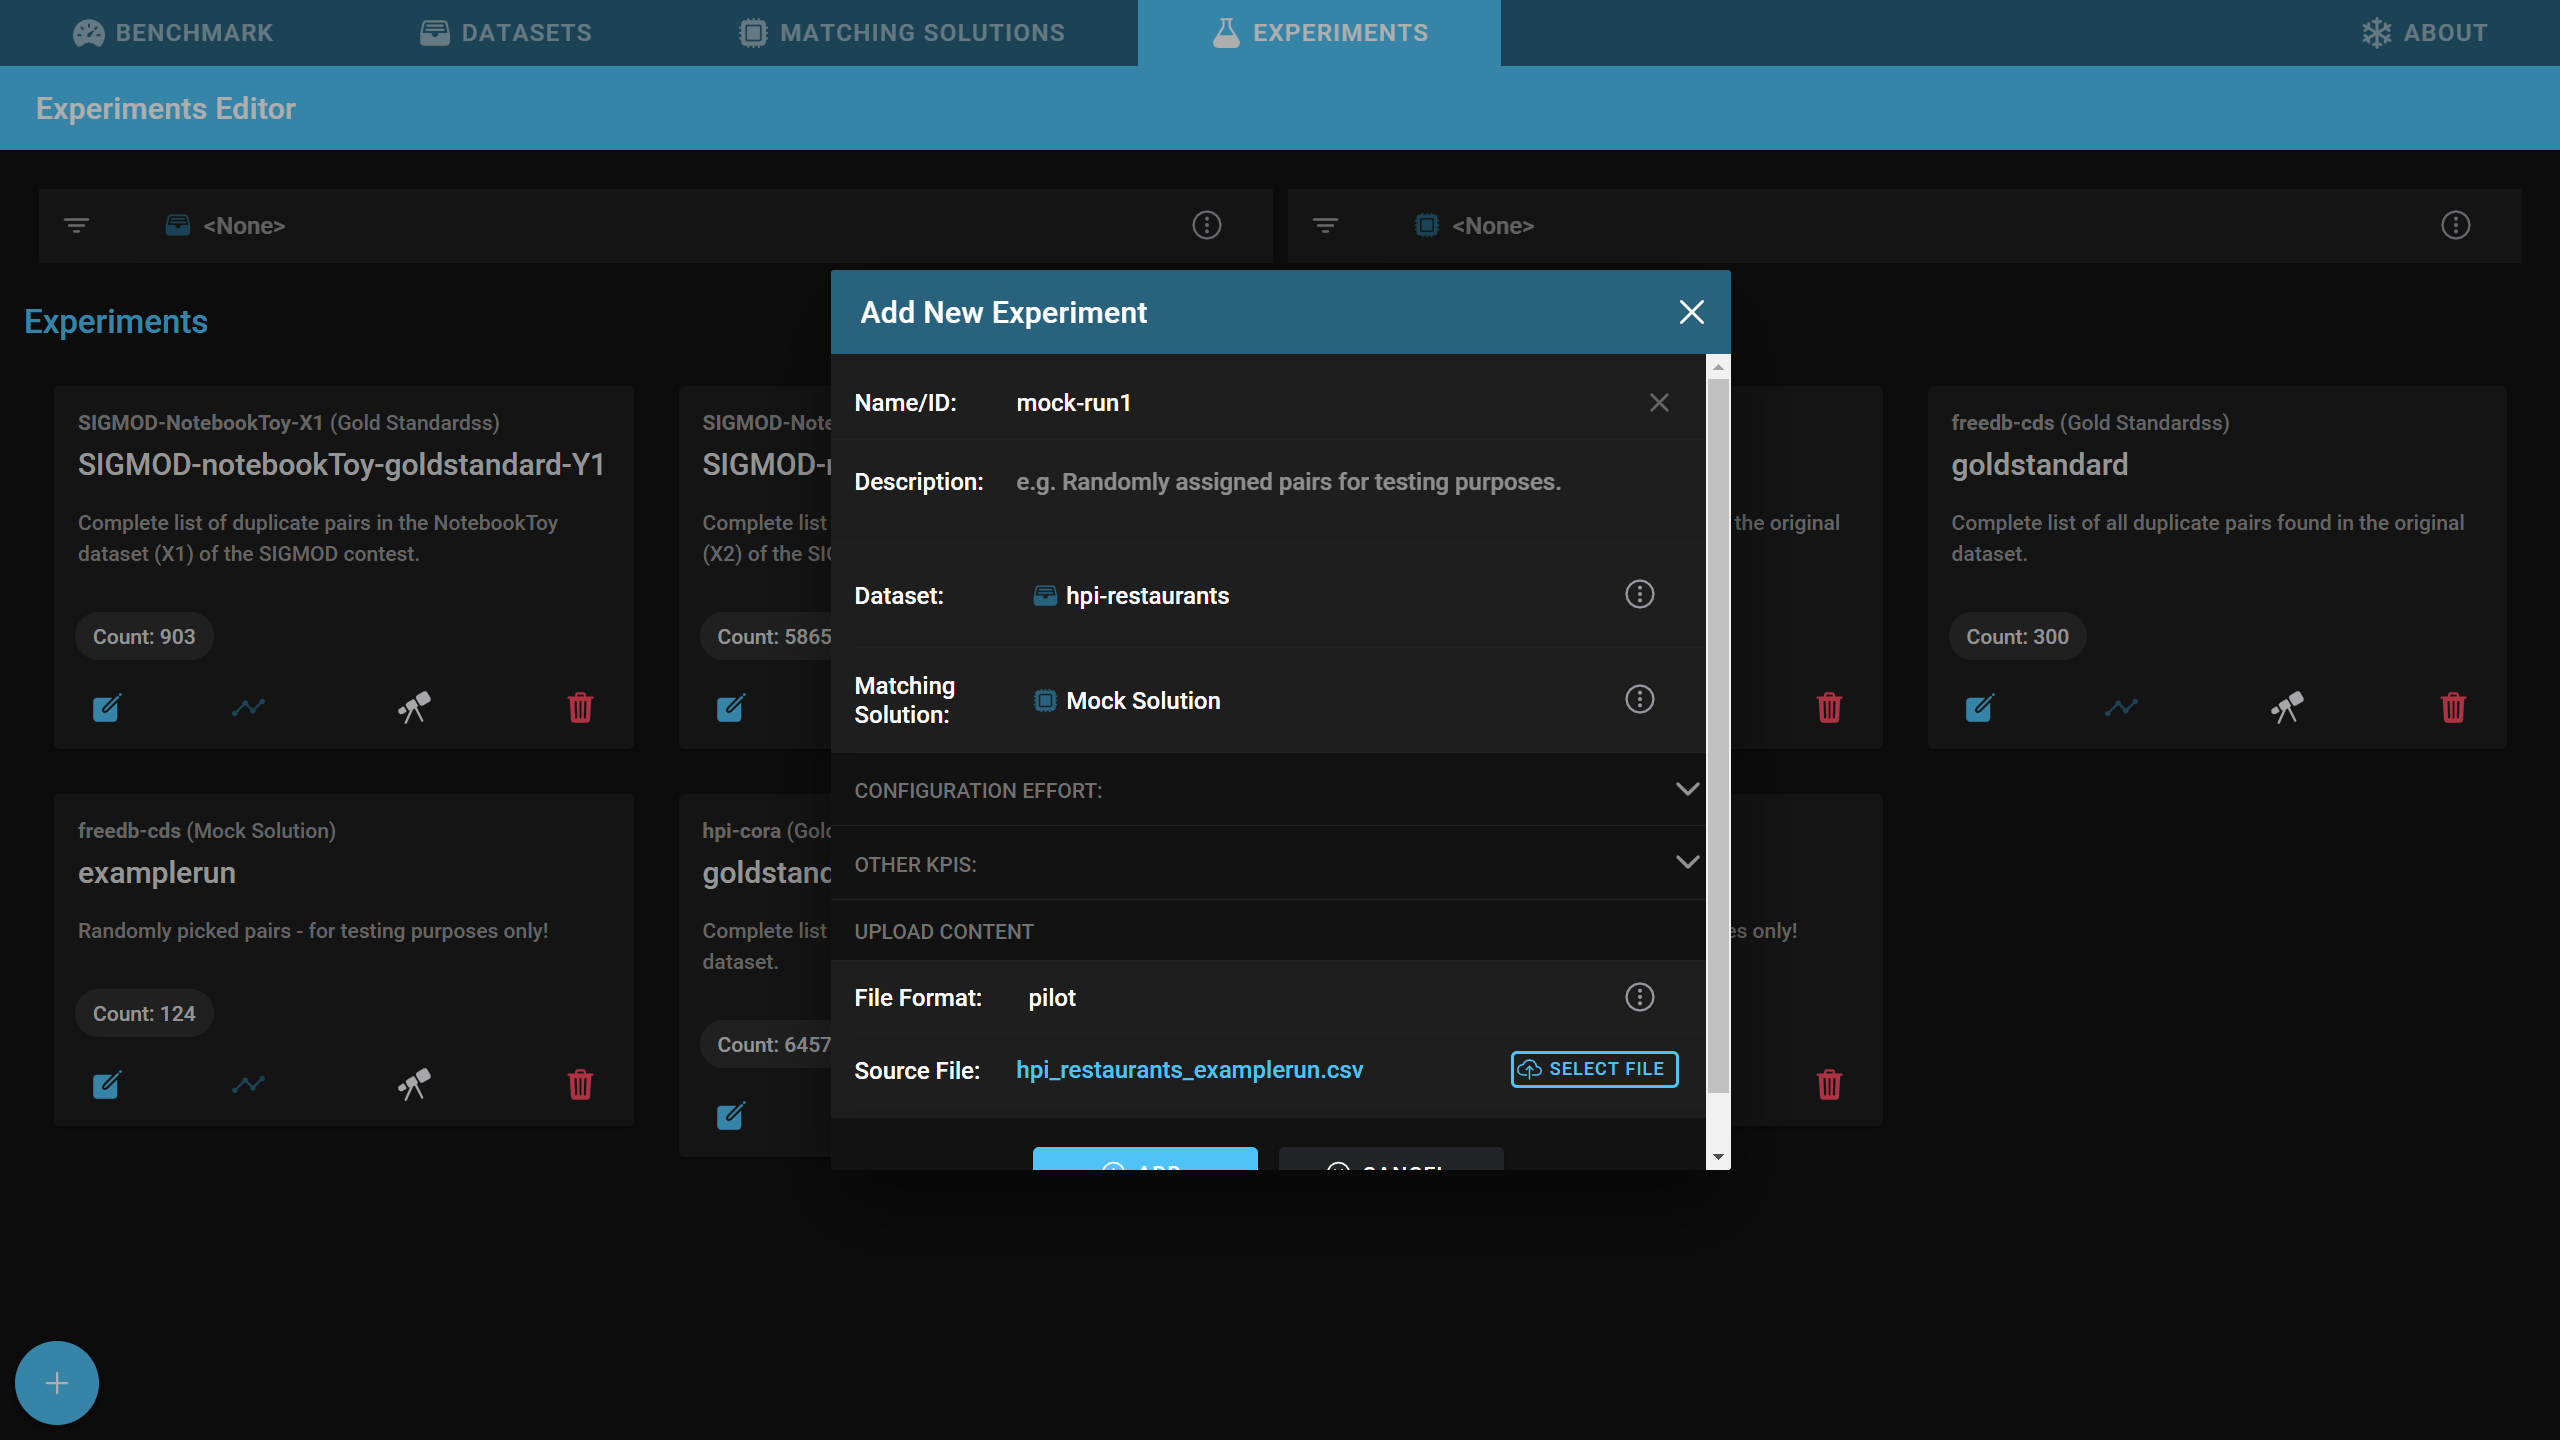 BENCHMARK
DATASETS
MATCHING SOLUTIONS
EXPERIMENTS
ABOUT
Experiments Editor
<None>
<None>
Experiments
SIGMOD-NotebookToy-X1 (Gold Standardss)
SIGMOD-notebookToy-goldstandard-Y1
Complete list of duplicate pairs in the NotebookToy
dataset (X1) of the SIGMOD contest.
Count: 903
SIGMOD-Note
SIGMOD-
Complete list
(X2) of the SIG
Count: 5865
the original
freedb-cds (Gold Standardss)
goldstandard
Complete list of all duplicate pairs found in the original
dataset.
Count: 300
freedb-cds (Mock Solution)
examplerun
Randomly picked pairs - for testing purposes only!
Count: 124
hpi-cora (Gold
goldstand
Complete list
dataset.
Count: 6457
es only!
Add New Experiment
Name/ID: mock-run1
Description: e.g. Randomly assigned pairs for testing purposes.
Dataset: hpi-restaurants
Matching
Solution: Mock Solution
CONFIGURATION EFFORT:
OTHER KPIS:
UPLOAD CONTENT
File Format: pilot
Source File: hpi_restaurants_examplerun.csv SELECT FILE
ADD
CANCEL